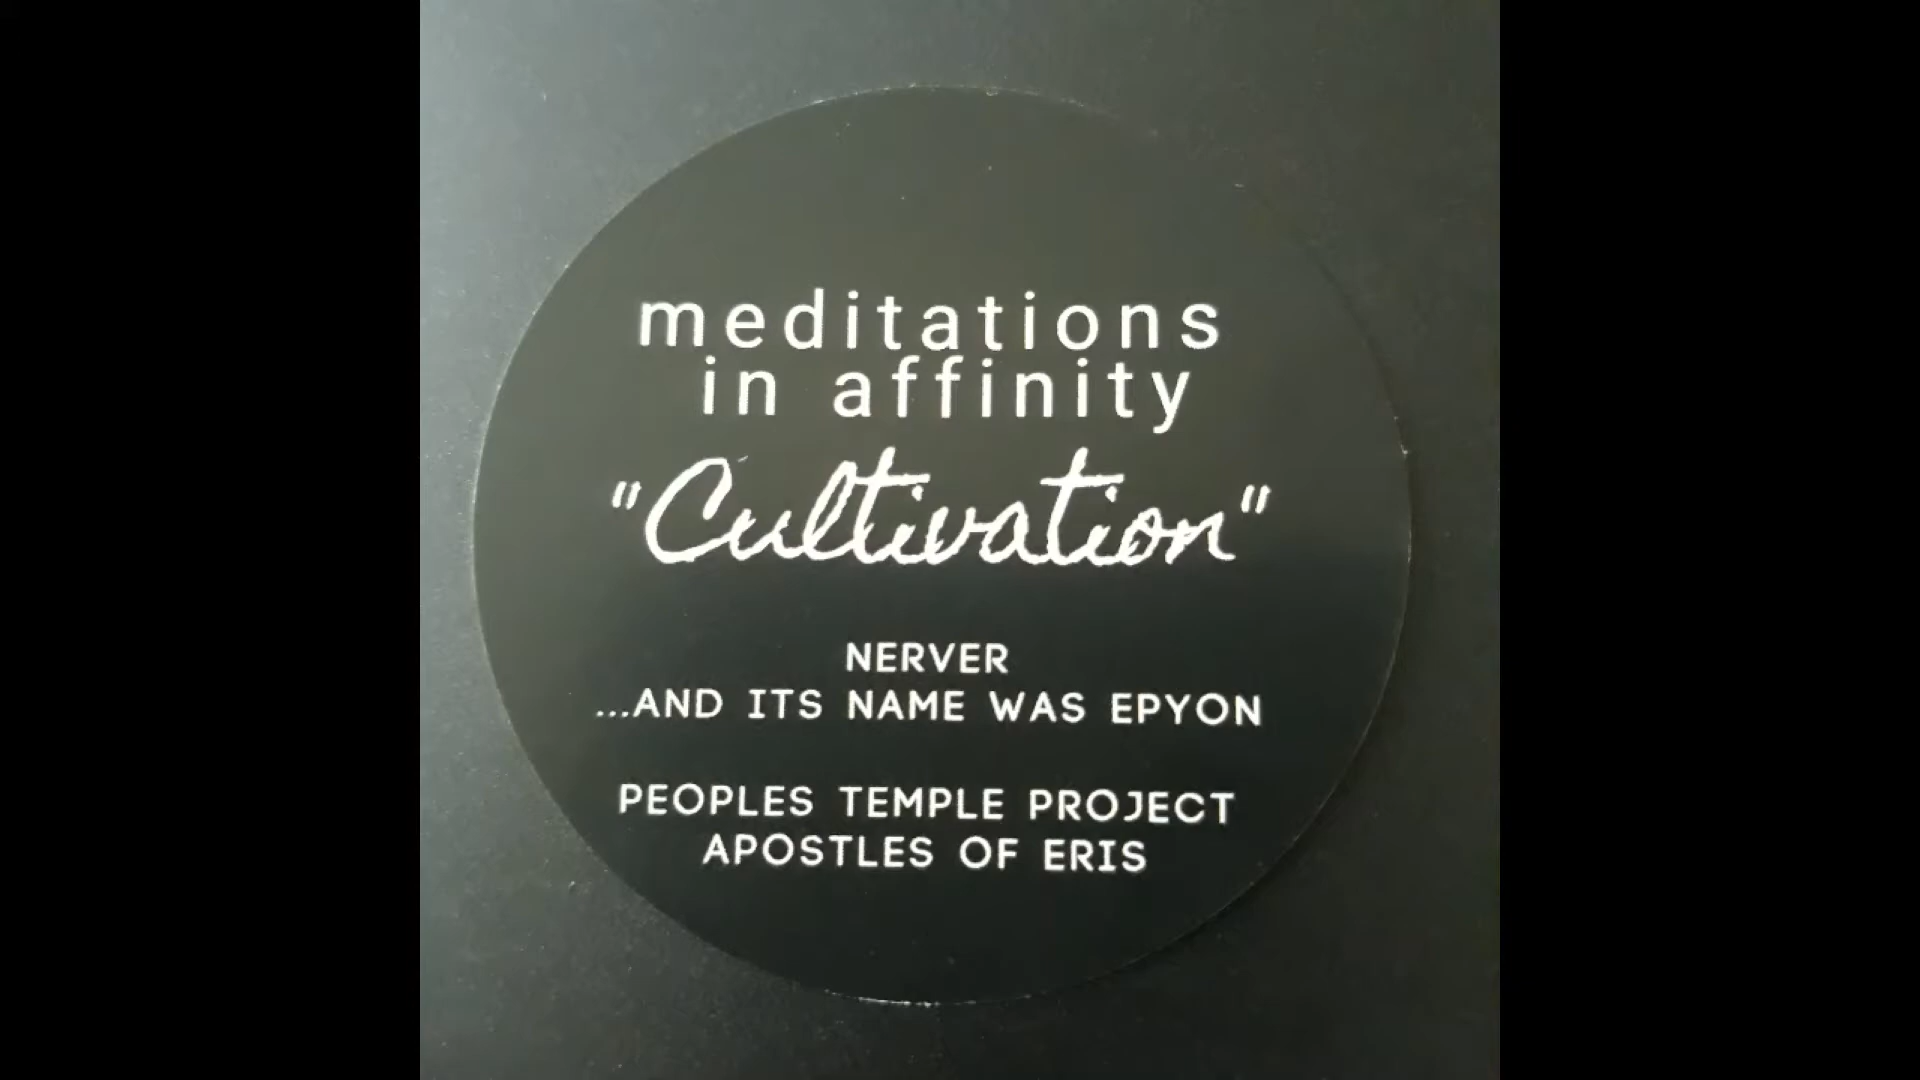 meditations
in affinity
"Cultivation"
NERVER
...AND ITS NAME WAS EPYON
PEOPLES TEMPLE PROJECT
APOSTLES OF ERIS